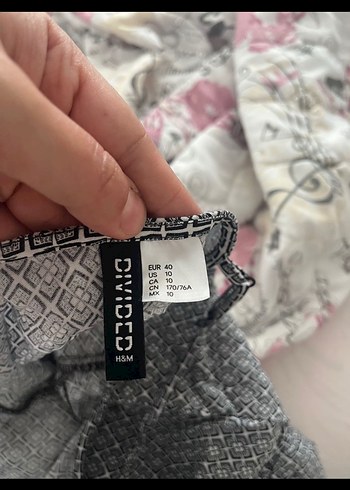 DIVIDED
H&M
EUR 40
US 10
CA 10
CN 170/76A
MX 10